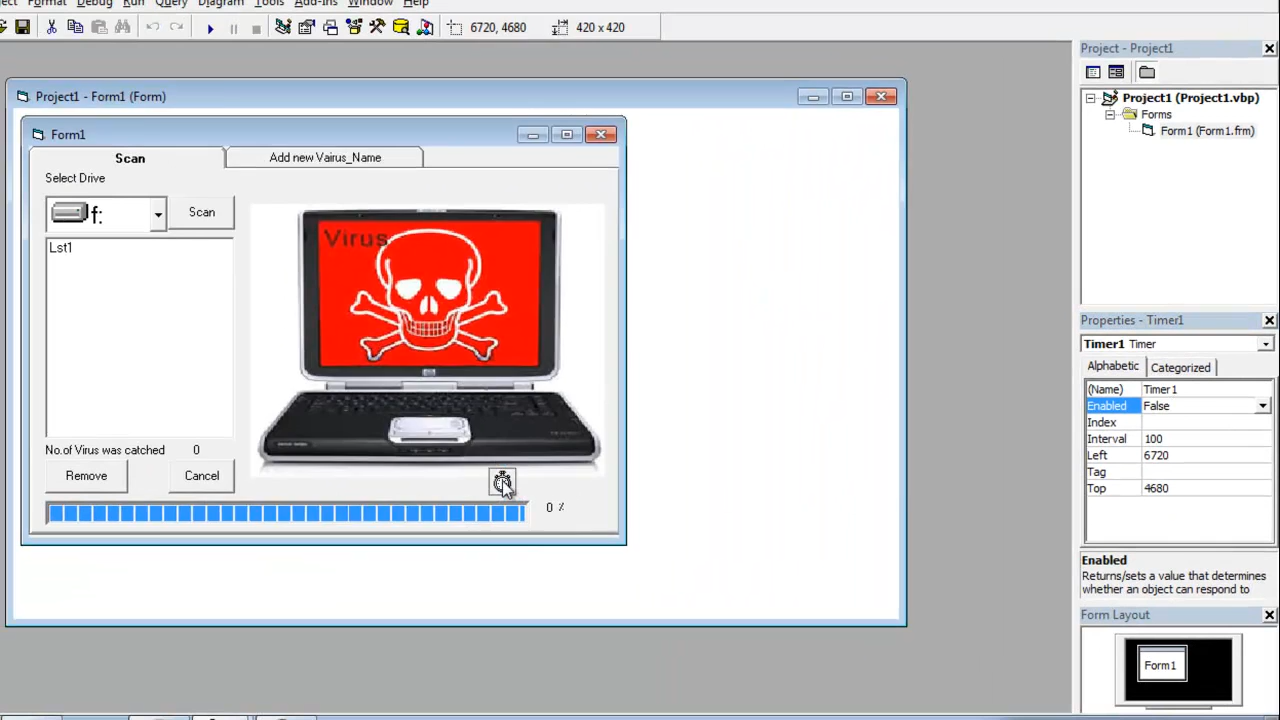 ject Format Debug Run Query Diagram Tools Add-Ins Window Help
6720, 4680 420 x 420
Project - Project1
Project1 (Project1.vbp)
Forms
Form1 (Form1.frm)
Project1 - Form1 (Form)
Form1
Scan Add new Vairus_Name
Select Drive
f: Scan
Lst1
Virus
No.of Virus was catched 0
Remove Cancel
0 %
Properties - Timer1
Timer1 Timer
Alphabetic Categorized
(Name) Timer1
Enabled False
Index
Interval 100
Left 6720
Tag
Top 4680
Enabled
Returns/sets a value that determines
whether an object can respond to
Form Layout
Form1